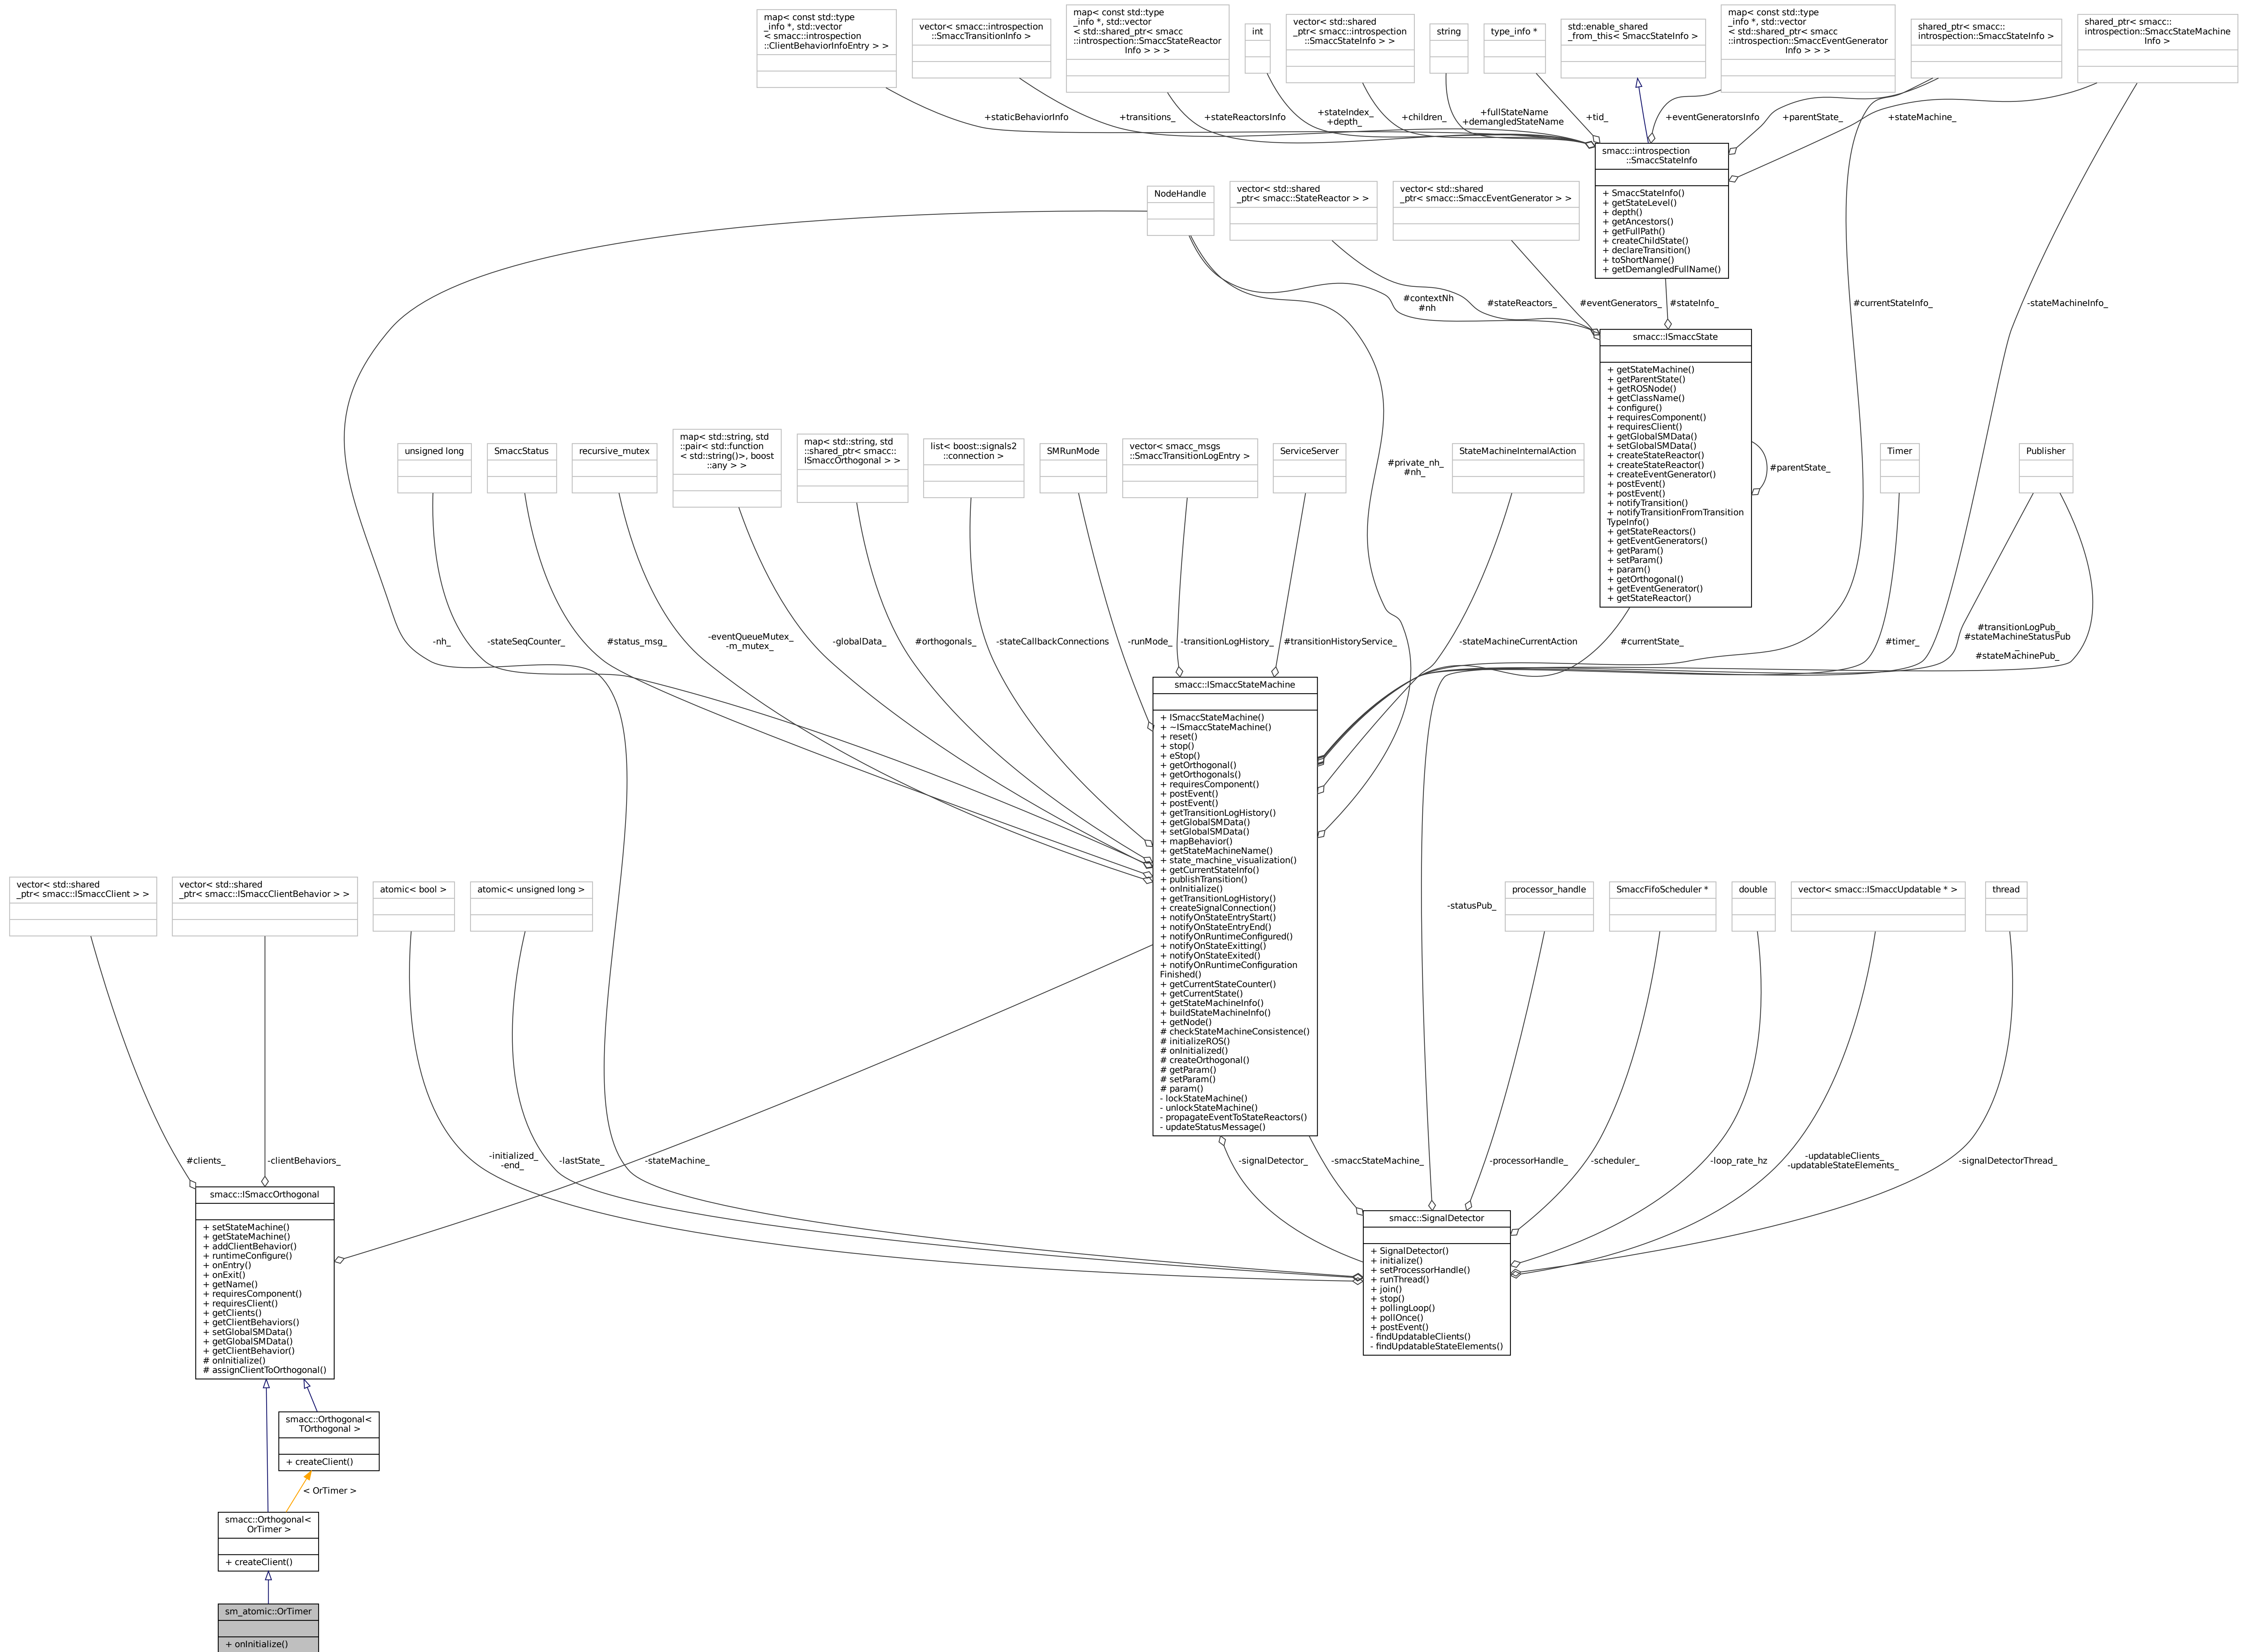 map< const std::type
_info *, std::vector
< smacc::introspection
::ClientBehaviorInfoEntry > >
vector< smacc::introspection
::SmaccTransitionInfo >
map< const std::type
_info *, std::vector
< std::shared_ptr< smacc
::introspection::SmaccStateReactor
Info > > >
int
vector< std::shared
_ptr< smacc::introspection
::SmaccStateInfo > >
string
type_info *
std::enable_shared
_from_this< SmaccStateInfo >
map< const std::type
_info *, std::vector
< std::shared_ptr< smacc
::introspection::SmaccEventGenerator
Info > > >
shared_ptr< smacc::
introspection::SmaccStateInfo >
shared_ptr< smacc::
introspection::SmaccStateMachine
Info >
+staticBehaviorInfo
+transitions_
+stateReactorsInfo
+stateIndex_
+depth_
+children_
+fullStateName
+demangledStateName
+tid_
+eventGeneratorsInfo
+parentState_
+stateMachine_
smacc::introspection
::SmaccStateInfo
+ SmaccStateInfo()
+ getStateLevel()
+ depth()
+ getAncestors()
+ getFullPath()
+ createChildState()
+ declareTransition()
+ toShortName()
+ getDemangledFullName()
NodeHandle
vector< std::shared
_ptr< smacc::StateReactor > >
vector< std::shared
_ptr< smacc::SmaccEventGenerator > >
#contextNh
#nh
#stateReactors_
#eventGenerators_
#stateInfo_
#currentStateInfo_
-stateMachineInfo_
smacc::ISmaccState
+ getStateMachine()
+ getParentState()
+ getROSNode()
+ getClassName()
+ configure()
+ requiresComponent()
+ requiresClient()
+ getGlobalSMData()
+ setGlobalSMData()
+ createStateReactor()
+ createStateReactor()
+ createEventGenerator()
+ postEvent()
+ postEvent()
+ notifyTransition()
+ notifyTransitionFromTransition
TypeInfo()
+ getStateReactors()
+ getEventGenerators()
+ getParam()
+ setParam()
+ param()
+ getOrthogonal()
+ getEventGenerator()
+ getStateReactor()
#parentState_
unsigned long
SmaccStatus
recursive_mutex
map< std::string, std
::pair< std::function
< std::string()>, boost
::any > >
map< std::string, std
::shared_ptr< smacc::
ISmaccOrthogonal > >
list< boost::signals2
::connection >
SMRunMode
vector< smacc_msgs
::SmaccTransitionLogEntry >
ServiceServer
#private_nh_
#nh_
StateMachineInternalAction
Timer
Publisher
-nh_
-stateSeqCounter_
#status_msg_
-eventQueueMutex_
-m_mutex_
-globalData_
#orthogonals_
-stateCallbackConnections
-runMode_
-transitionLogHistory_
#transitionHistoryService_
-stateMachineCurrentAction
#currentState_
#timer_
#transitionLogPub_
#stateMachineStatusPub
_
#stateMachinePub_
smacc::ISmaccStateMachine
+ ISmaccStateMachine()
+ ~ISmaccStateMachine()
+ reset()
+ stop()
+ eStop()
+ getOrthogonal()
+ getOrthogonals()
+ requiresComponent()
+ postEvent()
+ postEvent()
+ getTransitionLogHistory()
+ getGlobalSMData()
+ setGlobalSMData()
+ mapBehavior()
+ getStateMachineName()
+ state_machine_visualization()
+ getCurrentStateInfo()
+ publishTransition()
+ onInitialize()
+ getTransitionLogHistory()
+ createSignalConnection()
+ notifyOnStateEntryStart()
+ notifyOnStateEntryEnd()
+ notifyOnRuntimeConfigured()
+ notifyOnStateExitting()
+ notifyOnStateExited()
+ notifyOnRuntimeConfiguration
Finished()
+ getCurrentStateCounter()
+ getCurrentState()
+ getStateMachineInfo()
+ buildStateMachineInfo()
+ getNode()
# checkStateMachineConsistence()
# initializeROS()
# onInitialized()
# createOrthogonal()
# getParam()
# setParam()
# param()
- lockStateMachine()
- unlockStateMachine()
- propagateEventToStateReactors()
- updateStatusMessage()
vector< std::shared
_ptr< smacc::ISmaccClient > >
vector< std::shared
_ptr< smacc::ISmaccClientBehavior > >
atomic< bool >
atomic< unsigned long >
-statusPub_
processor_handle
SmaccFifoScheduler *
double
vector< smacc::ISmaccUpdatable * >
thread
#clients_
-clientBehaviors_
-initialized_
-end_
-lastState_
-stateMachine_
-signalDetector_
-smaccStateMachine_
-processorHandle_
-scheduler_
-loop_rate_hz
-updatableClients_
-updatableStateElements_
-signalDetectorThread_
smacc::ISmaccOrthogonal
+ setStateMachine()
+ getStateMachine()
+ addClientBehavior()
+ runtimeConfigure()
+ onEntry()
+ onExit()
+ getName()
+ requiresComponent()
+ requiresClient()
+ getClients()
+ getClientBehaviors()
+ setGlobalSMData()
+ getGlobalSMData()
+ getClientBehavior()
# onInitialize()
# assignClientToOrthogonal()
smacc::SignalDetector
+ SignalDetector()
+ initialize()
+ setProcessorHandle()
+ runThread()
+ join()
+ stop()
+ pollingLoop()
+ pollOnce()
+ postEvent()
- findUpdatableClients()
- findUpdatableStateElements()
smacc::Orthogonal<
TOrthogonal >
+ createClient()
< OrTimer >
smacc::Orthogonal<
OrTimer >
+ createClient()
sm_atomic::OrTimer
+ onInitialize()